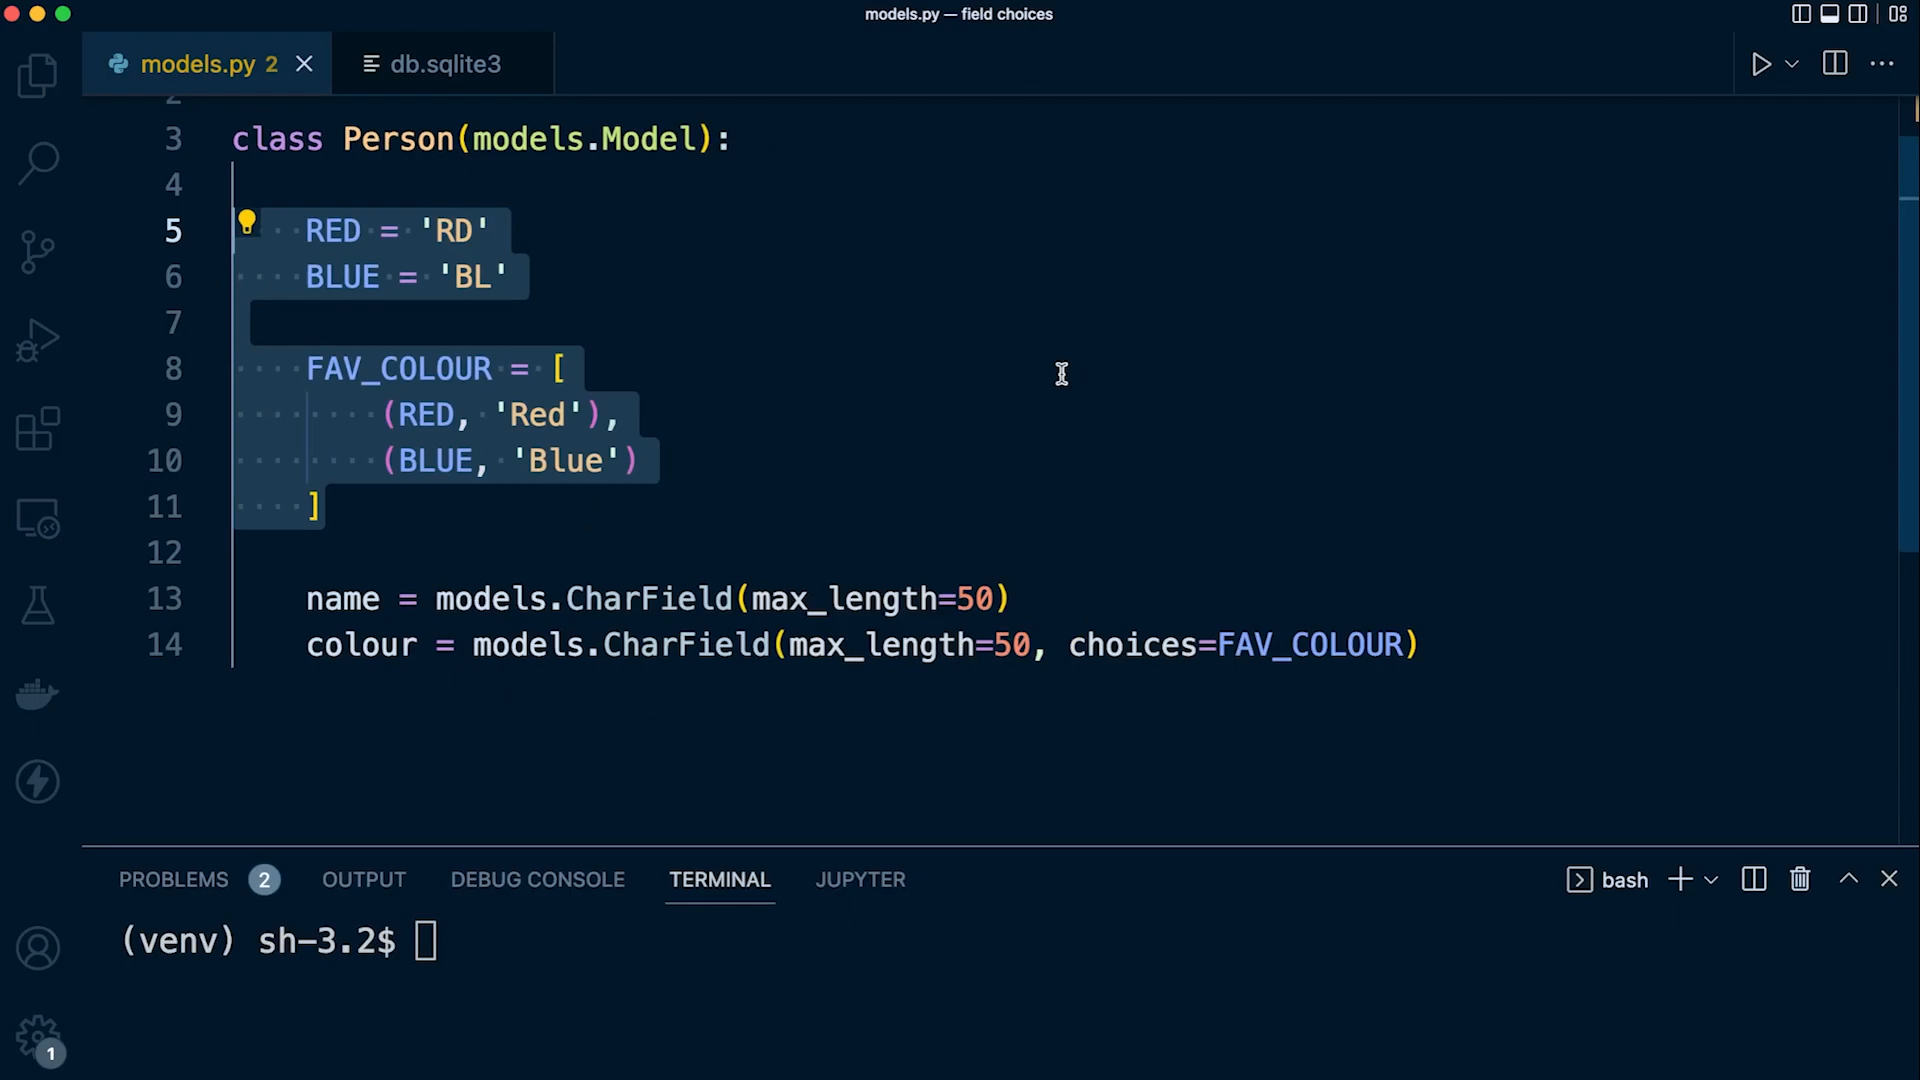 models.py — field choices
models.py 2
db.sqlite3
2
3 class Person(models.Model):
4
5 RED = 'RD'
6 BLUE = 'BL'
7
8 FAV_COLOUR = [
9 (RED, 'Red'),
10 (BLUE, 'Blue')
11 ]
12
13 name = models.CharField(max_length=50)
14 colour = models.CharField(max_length=50, choices=FAV_COLOUR)
PROBLEMS 2 OUTPUT DEBUG CONSOLE TERMINAL JUPYTER
bash
(venv) sh-3.2$
1